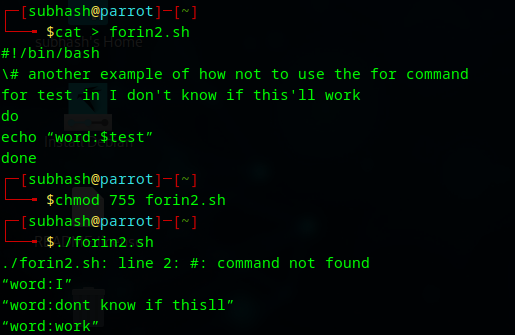 ┌─[subhash@parrot]─[~]
└──╼ $cat > forin2.sh
#!/bin/bash
\# another example of how not to use the for command
for test in I don't know if this'll work
do
echo “word:$test”
done
┌─[subhash@parrot]─[~]
└──╼ $chmod 755 forin2.sh
┌─[subhash@parrot]─[~]
└──╼ $./forin2.sh
./forin2.sh: line 2: #: command not found
“word:I”
“word:dont know if thisll”
“word:work”